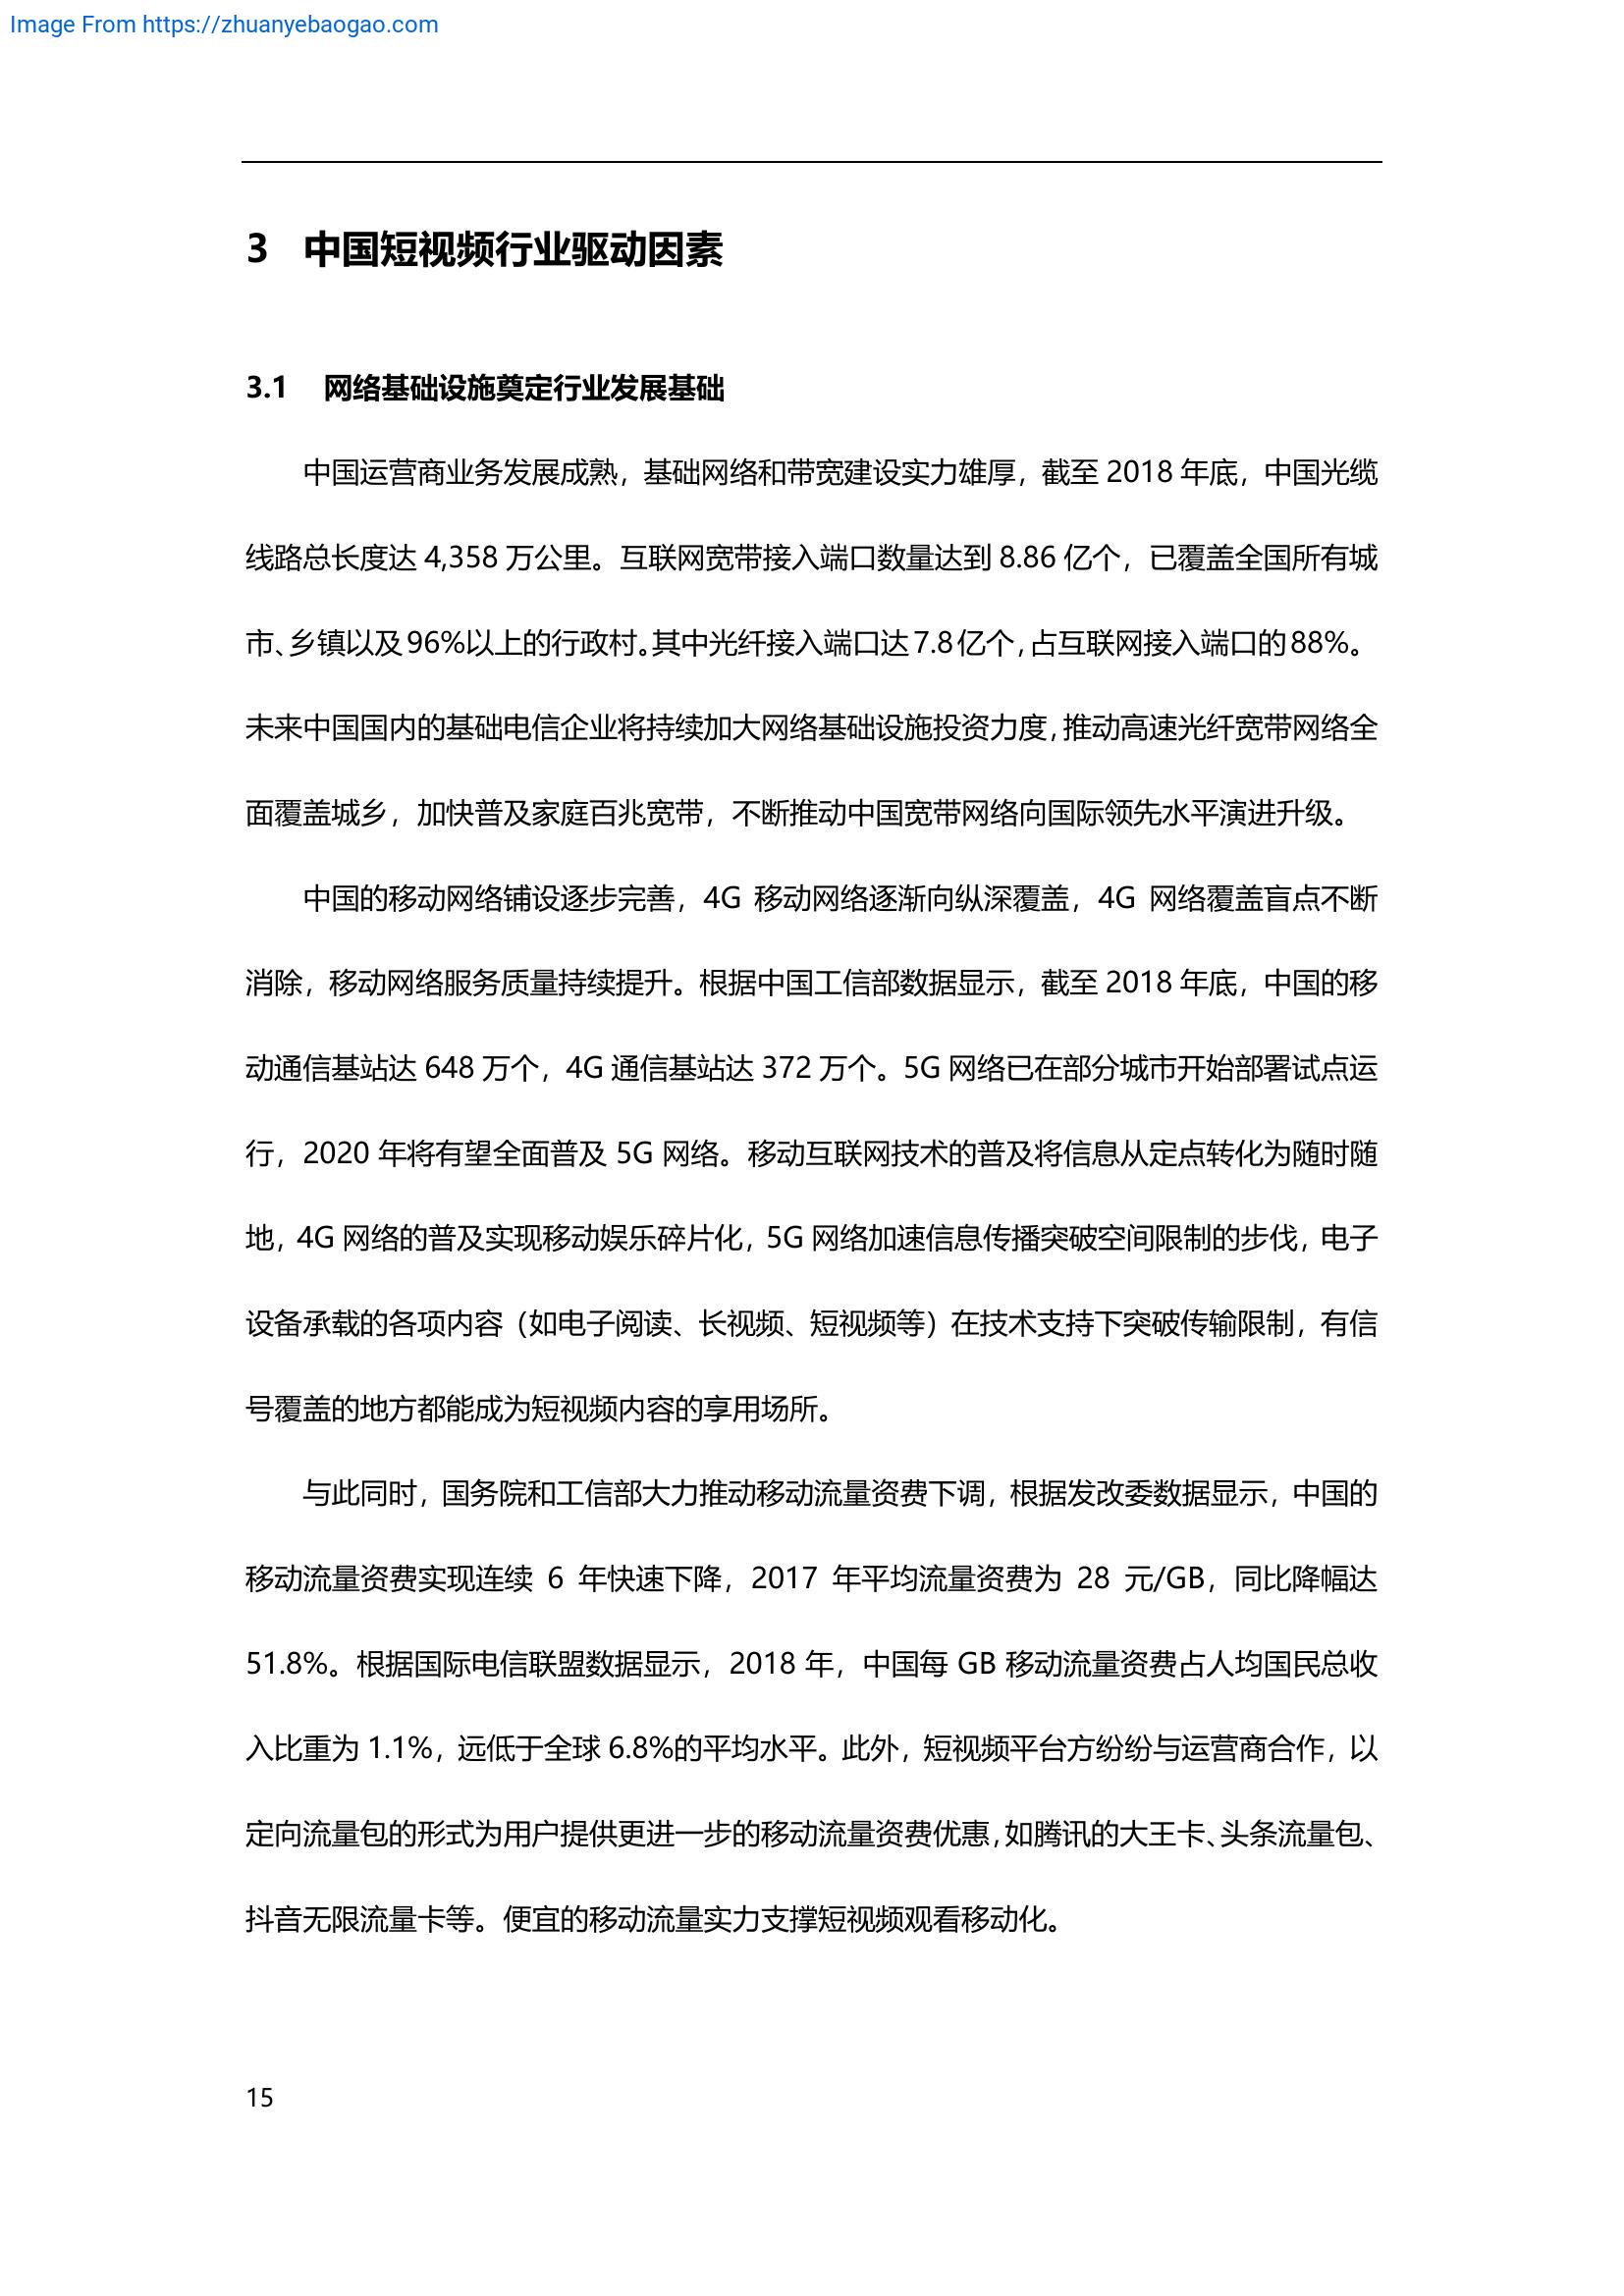 Image From https://zhuanyebaogao.com
3 中国短视频行业驱动因素
3.1 网络基础设施奠定行业发展基础
中国运营商业务发展成熟，基础网络和带宽建设实力雄厚，截至 2018 年底，中国光缆
线路总长度达 4,358 万公里。互联网宽带接入端口数量达到 8.86 亿个，已覆盖全国所有城
市、乡镇以及 96%以上的行政村。其中光纤接入端口达 7.8 亿个，占互联网接入端口的 88%。
未来中国国内的基础电信企业将持续加大网络基础设施投资力度，推动高速光纤宽带网络全
面覆盖城乡，加快普及家庭百兆宽带，不断推动中国宽带网络向国际领先水平演进升级。
中国的移动网络铺设逐步完善，4G 移动网络逐渐向纵深覆盖，4G 网络覆盖盲点不断
消除，移动网络服务质量持续提升。根据中国工信部数据显示，截至 2018 年底，中国的移
动通信基站达 648 万个，4G 通信基站达 372 万个。5G 网络已在部分城市开始部署试点运
行，2020 年将有望全面普及 5G 网络。移动互联网技术的普及将信息从定点转化为随时随
地，4G 网络的普及实现移动娱乐碎片化，5G 网络加速信息传播突破空间限制的步伐，电子
设备承载的各项内容（如电子阅读、长视频、短视频等）在技术支持下突破传输限制，有信
号覆盖的地方都能成为短视频内容的享用场所。
与此同时，国务院和工信部大力推动移动流量资费下调，根据发改委数据显示，中国的
移动流量资费实现连续 6 年快速下降，2017 年平均流量资费为 28 元/GB，同比降幅达
51.8%。根据国际电信联盟数据显示，2018 年，中国每 GB 移动流量资费占人均国民总收
入比重为 1.1%，远低于全球 6.8%的平均水平。此外，短视频平台方纷纷与运营商合作，以
定向流量包的形式为用户提供更进一步的移动流量资费优惠，如腾讯的大王卡、头条流量包、
抖音无限流量卡等。便宜的移动流量实力支撑短视频观看移动化。
15